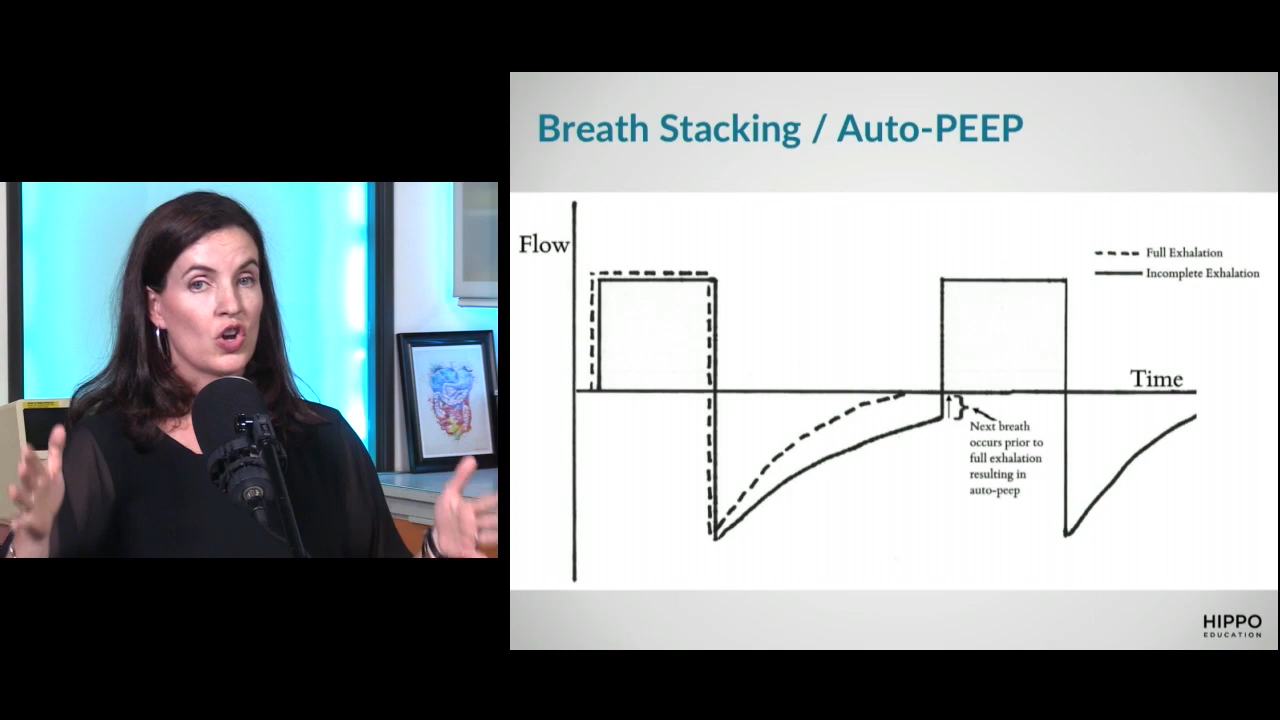 Breath Stacking / Auto-PEEP
Flow
Full Exhalation
Incomplete Exhalation
Time
Next breath
occurs prior to
full exhalation
resulting in
auto-peep
HIPPO
EDUCATION